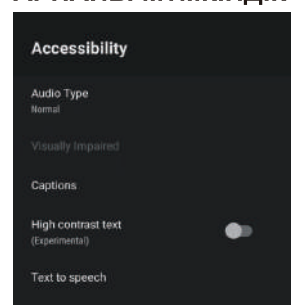 Accessibility
Audio Type
Normal
Visually Impaired
Captions
High contrast text
(Experimental)
Text to speech